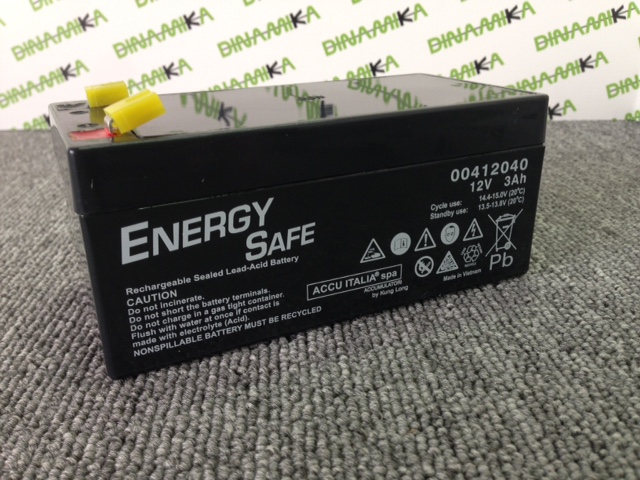 DINAMIKA DINAMIKA DINAMIKA DINAMIKA
ENERGY
SAFE
Rechargeable Sealed Lead-Acid Battery
CAUTION
Do not incinerate.
Do not short the battery terminals.
Do not charge in a gas tight container.
Flush with water at once if contact is
made with electrolyte (Acid).
NONSPILLABLE BATTERY MUST BE RECYCLED
ACCU ITALIA® spa
ACCUMULATORI
by Kung Long
00412040
12V 3Ah
Cycle use: 14.4-15.0V (20°C)
Standby use: 13.5-13.8V (20°C)
Made in Vietnam
Pb